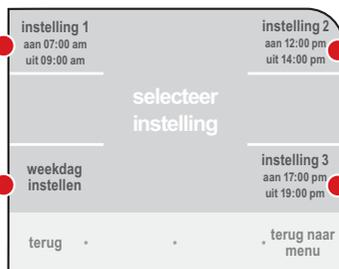 instelling 1
aan 07:00 am
uit 09:00 am
instelling 2
aan 12:00 pm
uit 14:00 pm
selecteer
instelling
weekdag
instellen
instelling 3
aan 17:00 pm
uit 19:00 pm
terug
terug naar
menu